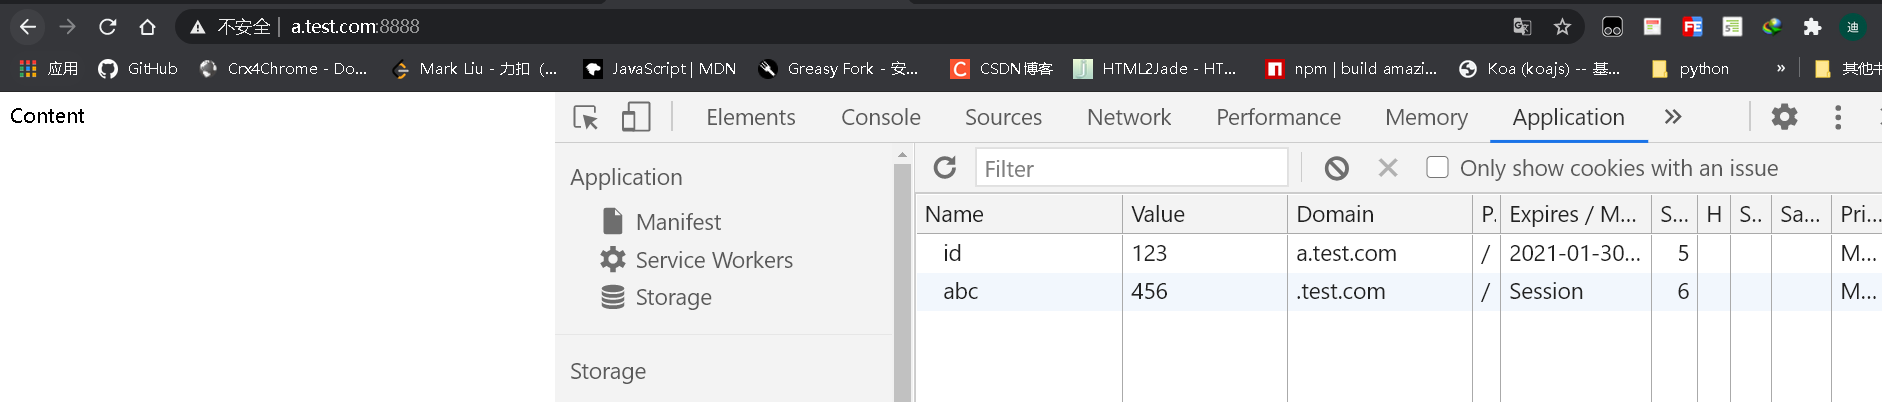 不安全 | a.test.com:8888
应用 GitHub Crx4Chrome - Do... Mark Liu - 力扣（... JavaScript | MDN Greasy Fork - 安... CSDN博客 HTML2Jade - HT... npm | build amazi... Koa (koajs) -- 基... python » 其他书
Content
Elements Console Sources Network Performance Memory Application
Application
Manifest
Service Workers
Storage
Storage
Filter Only show cookies with an issue
Name Value Domain P. Expires / M... S... H S.. Sa... Pri...
id 123 a.test.com / 2021-01-30... 5 M...
abc 456 .test.com / Session 6 M...